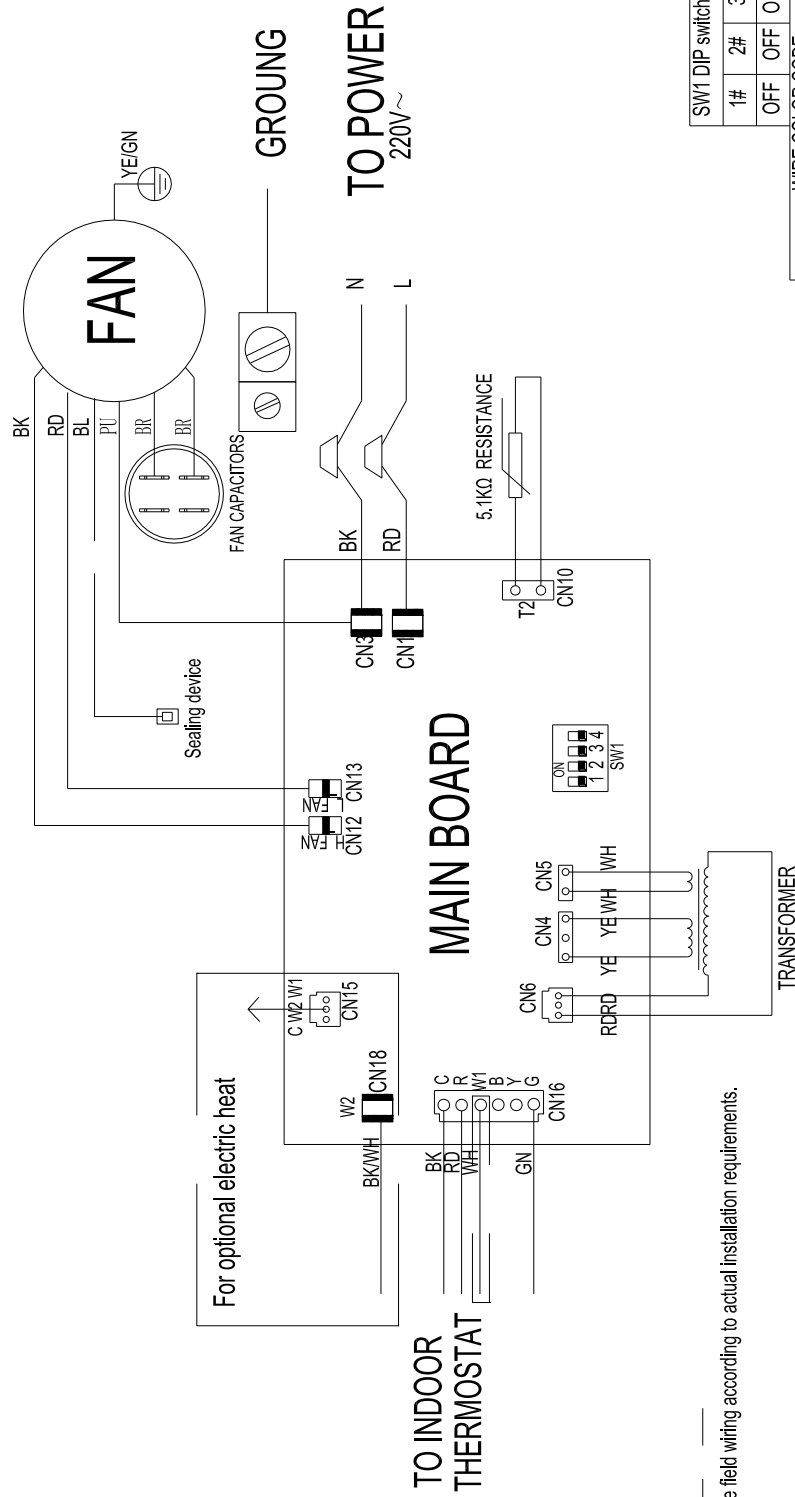 For optional electric heat
TO INDOOR
THERMOSTAT
BK/WH
W2
CN18
C W2 W1
CN15
BK
RD
WH
GN
C
R
W1
B
Y
G
CN16
H FAN
CN12
L FAN
CN13
Sealing device
BK
RD
BL
PU
BR
BR
FAN
YE/GN
FAN CAPACITORS
GROUNG
TO POWER
220V～
N
L
BK
RD
CN3
CN1
MAIN BOARD
5.1KΩ RESISTANCE
T2
CN10
ON
1 2 3 4
SW1
CN6
CN4
CN5
RD
RD
YE
YE
WH
WH
TRANSFORMER
SW1 DIP switch
1# 2# 3
OFF OFF O
e field wiring according to actual installation requirements.